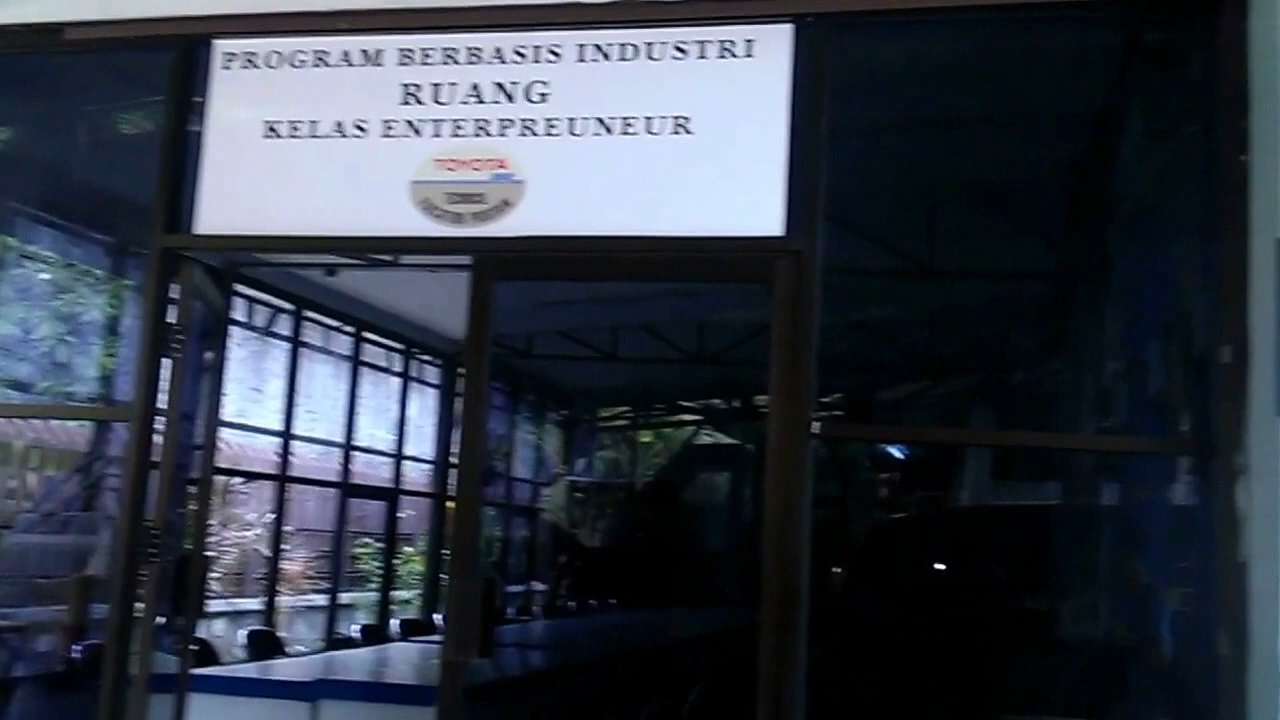 PROGRAM BERBASIS INDUSTRI
RUANG
KELAS ENTERPREUNEUR
TOYOTA